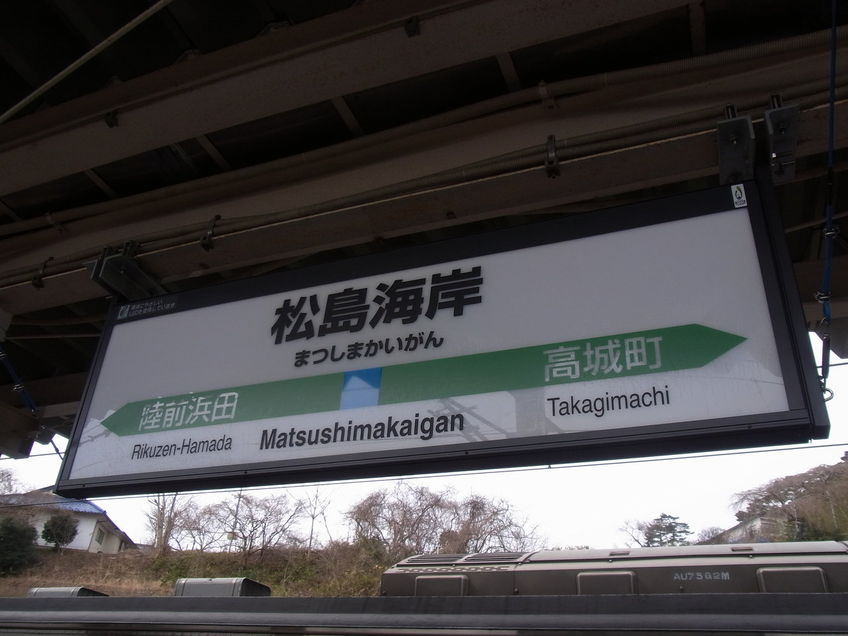 松島海岸
まつしまかいがん
陸前浜田
高城町
Rikuzen-Hamada
Matsushimakaigan
Takagimachi
AU75G2M